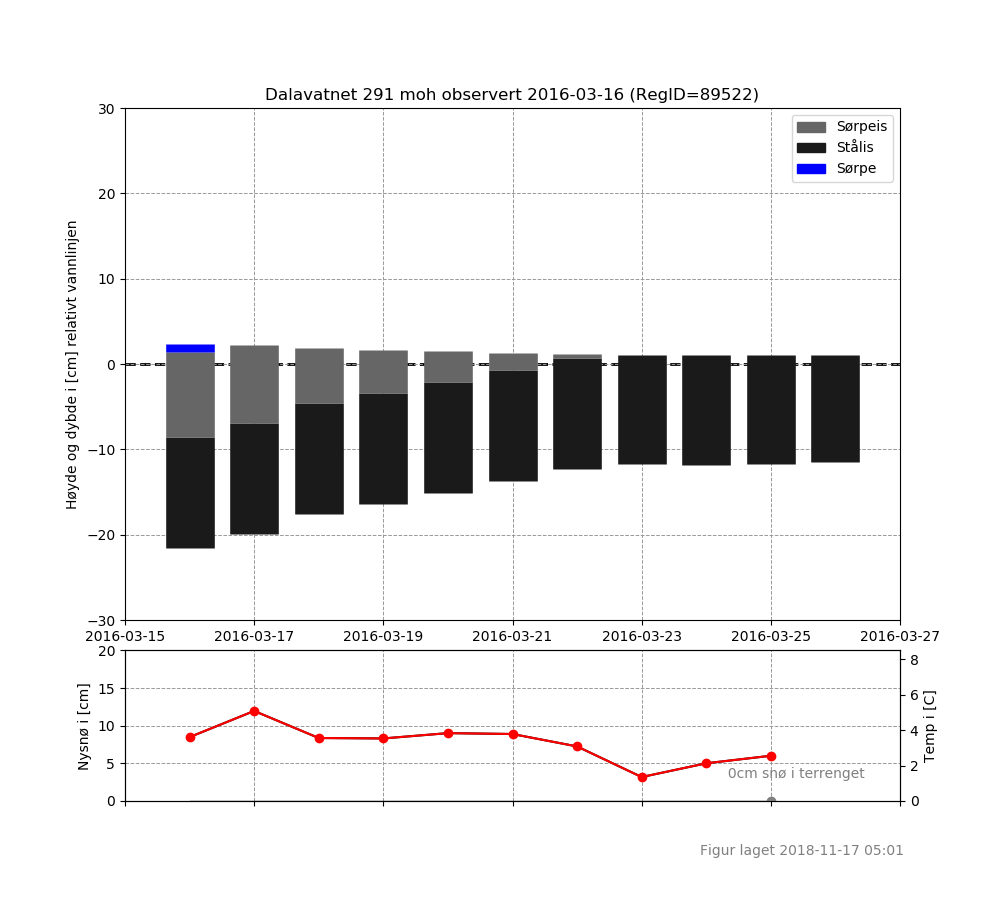 Dalavatnet 291 moh observert 2016-03-16 (RegID=89522)
Høyde og dybde i [cm] relativt vannlinjen
30
20
10
0
−10
−20
−30
Sørpeis
Stålis
Sørpe
2016-03-15 2016-03-17 2016-03-19 2016-03-21 2016-03-23 2016-03-25 2016-03-27
Nysnø i [cm]
20
15
10
5
0
8
6
4
2
0
Temp i [C]
0cm snø i terrenget
Figur laget 2018-11-17 05:01